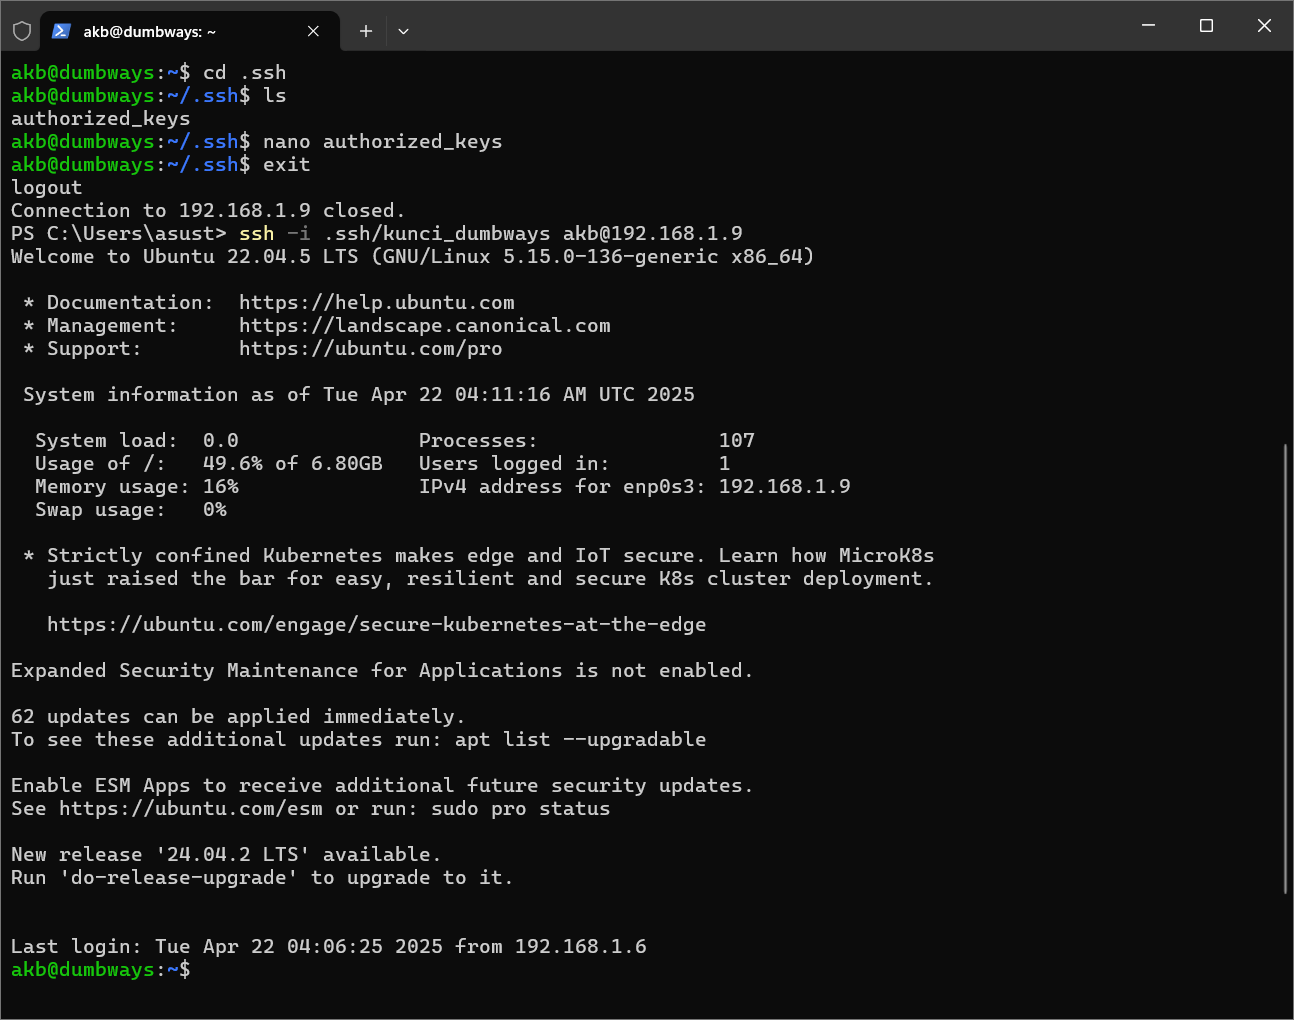 akb@dumbways: ~
akb@dumbways:~$ cd .ssh
akb@dumbways:~/.ssh$ ls
authorized_keys
akb@dumbways:~/.ssh$ nano authorized_keys
akb@dumbways:~/.ssh$ exit
logout
Connection to 192.168.1.9 closed.
PS C:\Users\asust> ssh -i .ssh/kunci_dumbways akb@192.168.1.9
Welcome to Ubuntu 22.04.5 LTS (GNU/Linux 5.15.0-136-generic x86_64)
* Documentation:  https://help.ubuntu.com
* Management:     https://landscape.canonical.com
* Support:        https://ubuntu.com/pro
System information as of Tue Apr 22 04:11:16 AM UTC 2025
System load:  0.0               Processes:               107
Usage of /:   49.6% of 6.80GB   Users logged in:         1
Memory usage: 16%               IPv4 address for enp0s3: 192.168.1.9
Swap usage:   0%
* Strictly confined Kubernetes makes edge and IoT secure. Learn how MicroK8s
just raised the bar for easy, resilient and secure K8s cluster deployment.
https://ubuntu.com/engage/secure-kubernetes-at-the-edge
Expanded Security Maintenance for Applications is not enabled.
62 updates can be applied immediately.
To see these additional updates run: apt list --upgradable
Enable ESM Apps to receive additional future security updates.
See https://ubuntu.com/esm or run: sudo pro status
New release '24.04.2 LTS' available.
Run 'do-release-upgrade' to upgrade to it.
Last login: Tue Apr 22 04:06:25 2025 from 192.168.1.6
akb@dumbways:~$